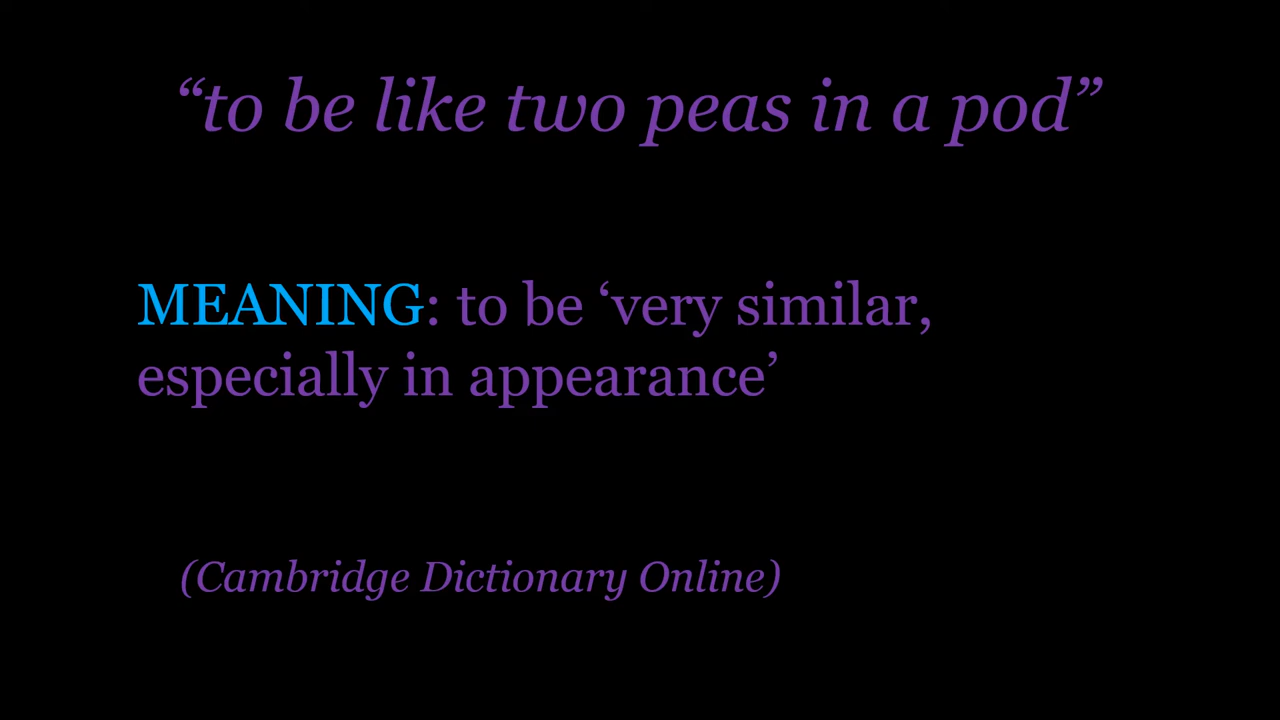 “to be like two peas in a pod”
MEANING: to be ‘very similar,
especially in appearance’
(Cambridge Dictionary Online)